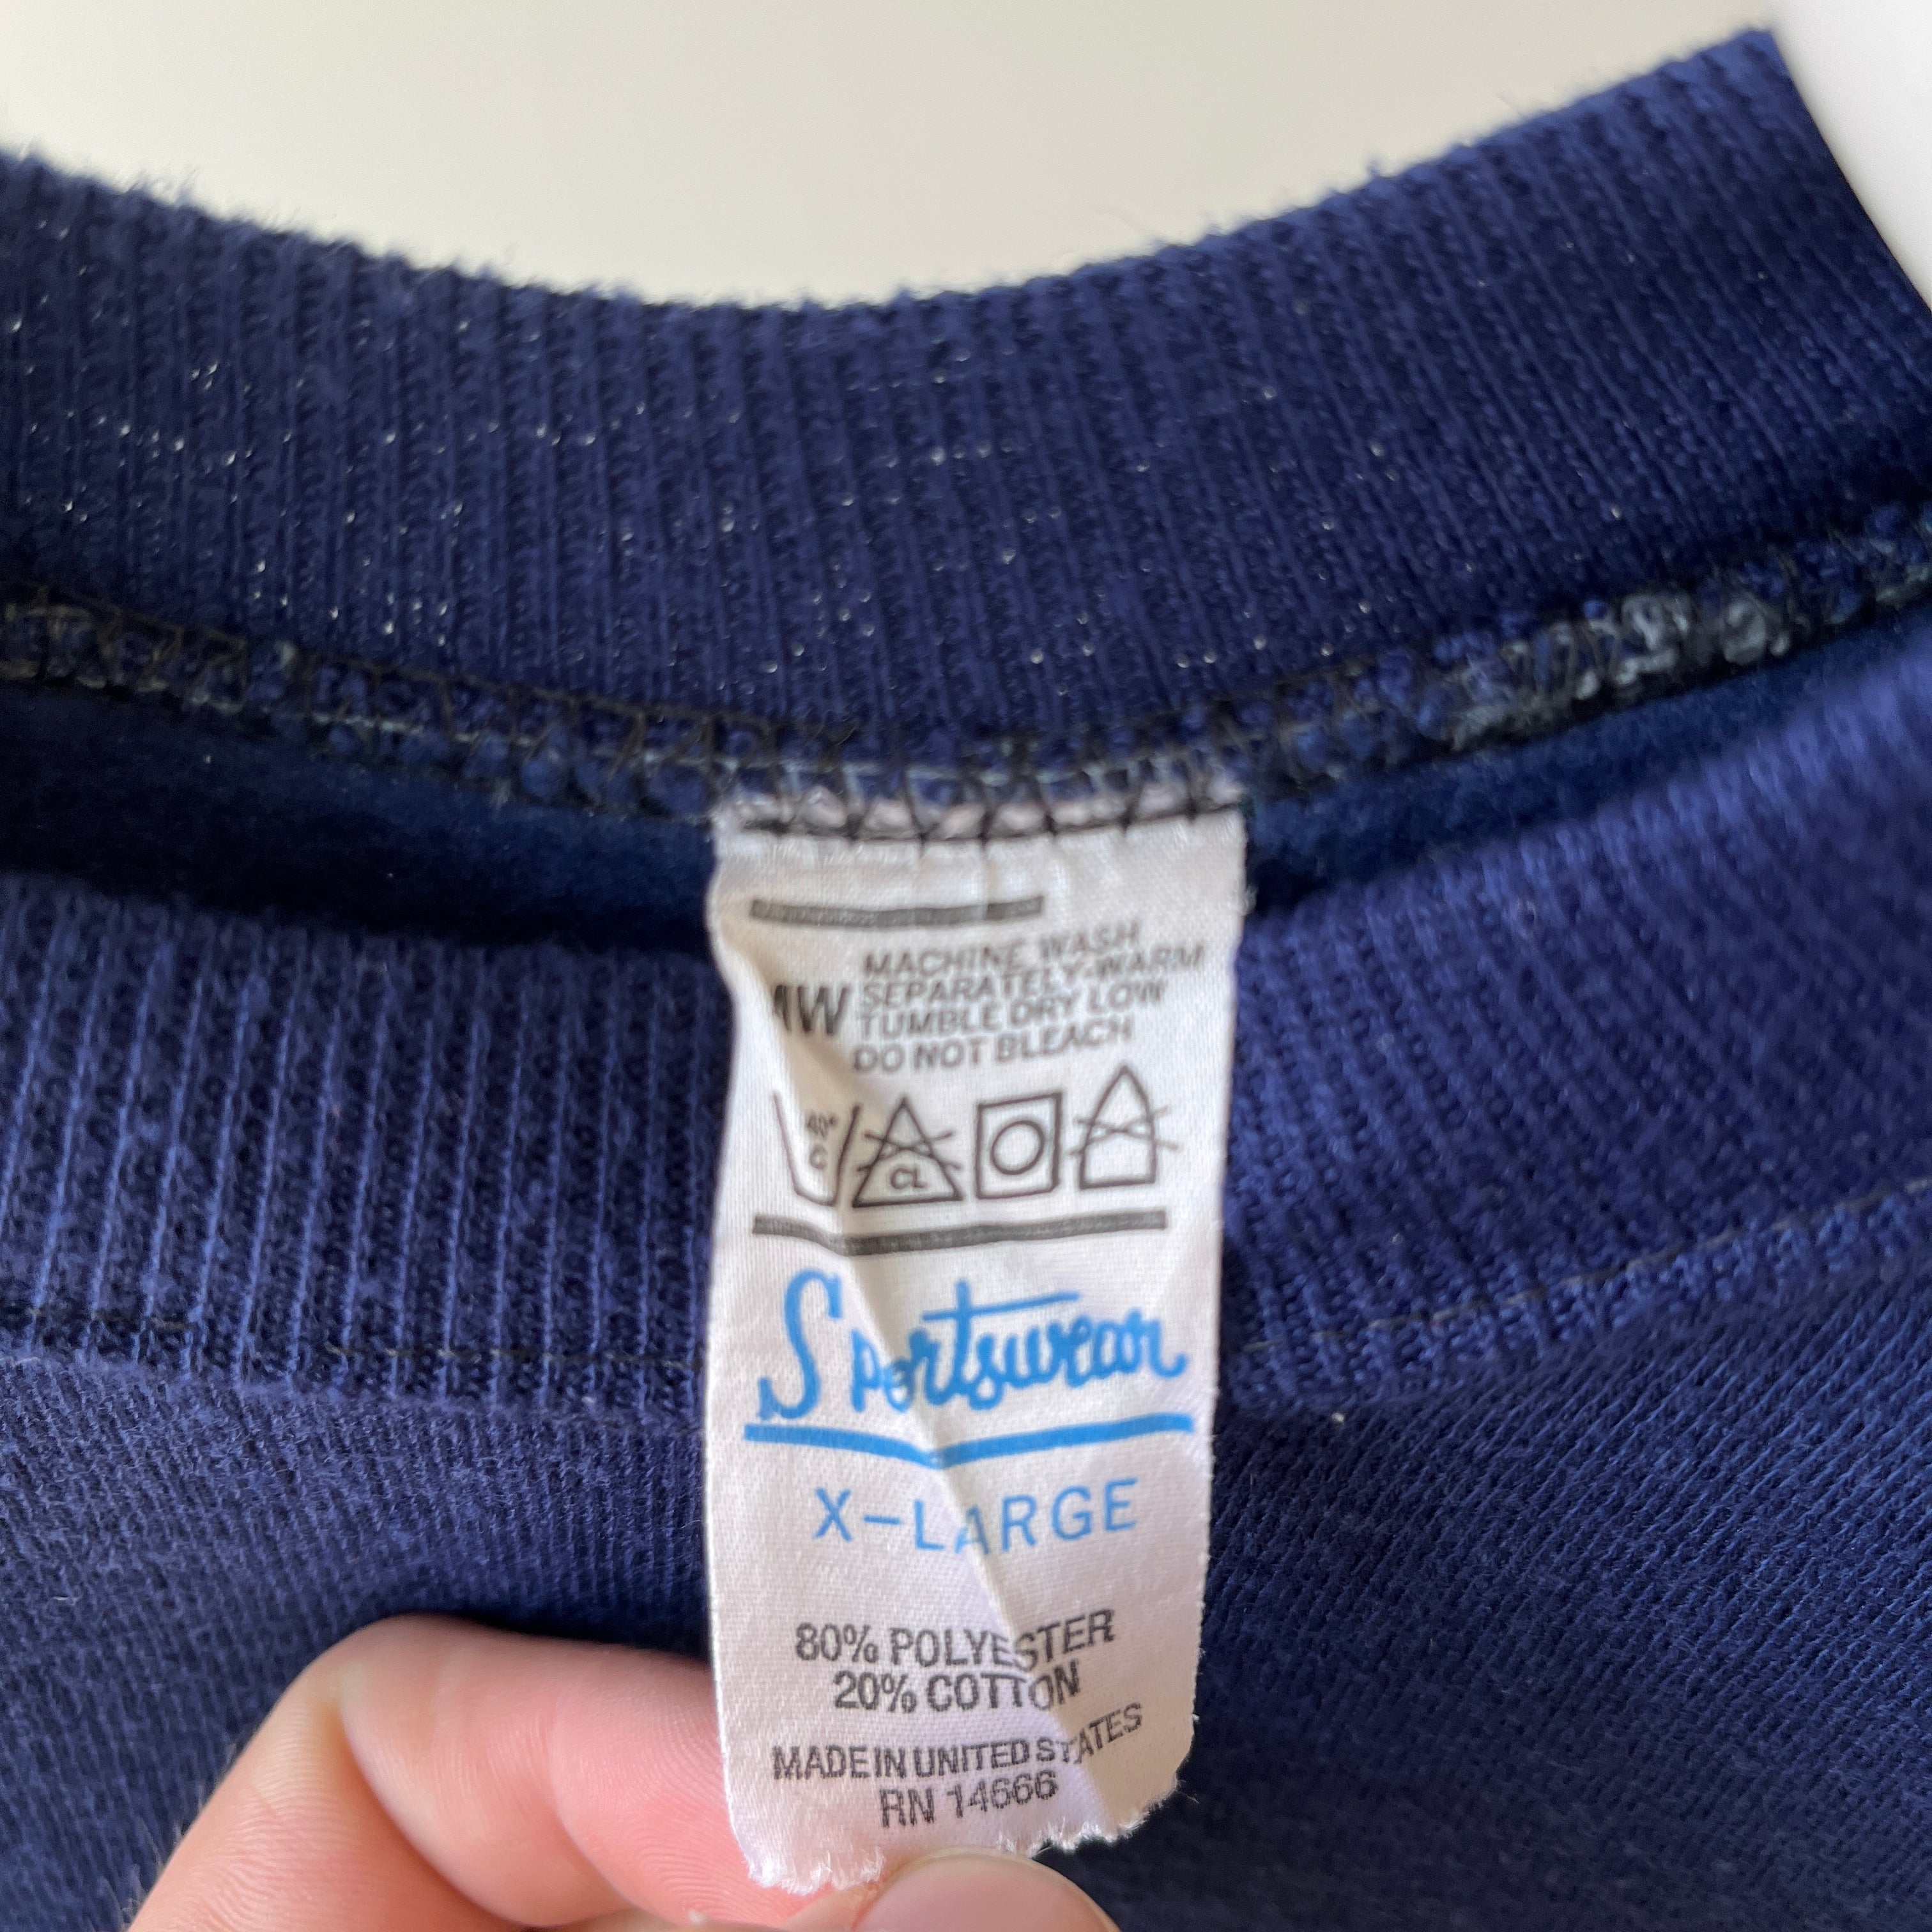 MW
MACHINE WASH
SEPARATELY-WARM
TUMBLE DRY LOW
DO NOT BLEACH
40° C CL
Sportswear
X-LARGE
80% POLYESTER
20% COTTON
MADE IN UNITED STATES
RN 14666